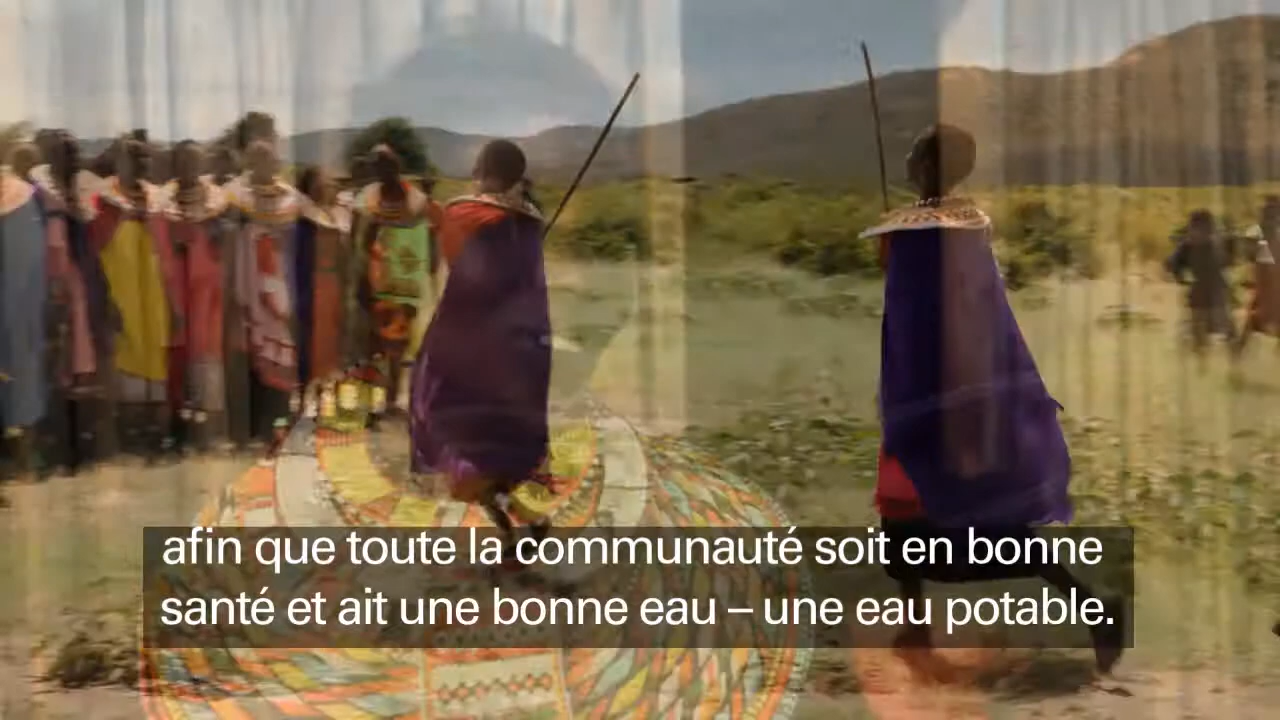 afin que toute la communauté soit en bonne
santé et ait une bonne eau – une eau potable.